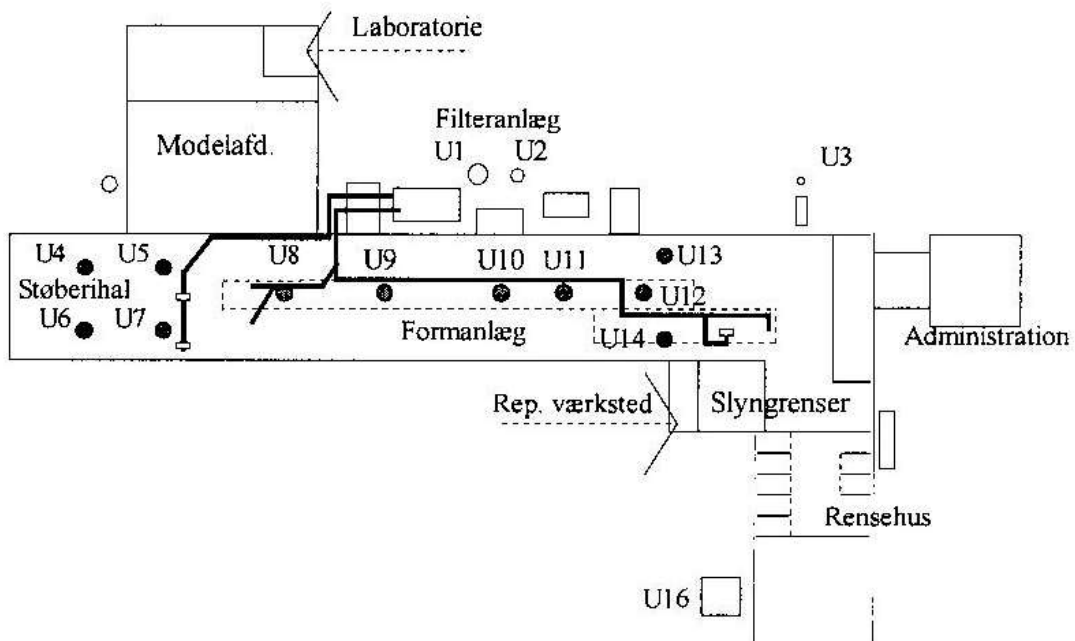 Laboratorie
Filteranlæg
Modelafd.
U1 U2
U3
U4 U5 U8 U9 U10 U11 U13
Støberihal
U12
U6 U7
Formanlæg
U14
Administration
Rep. værksted
Slyngrenser
Rensehus
U16